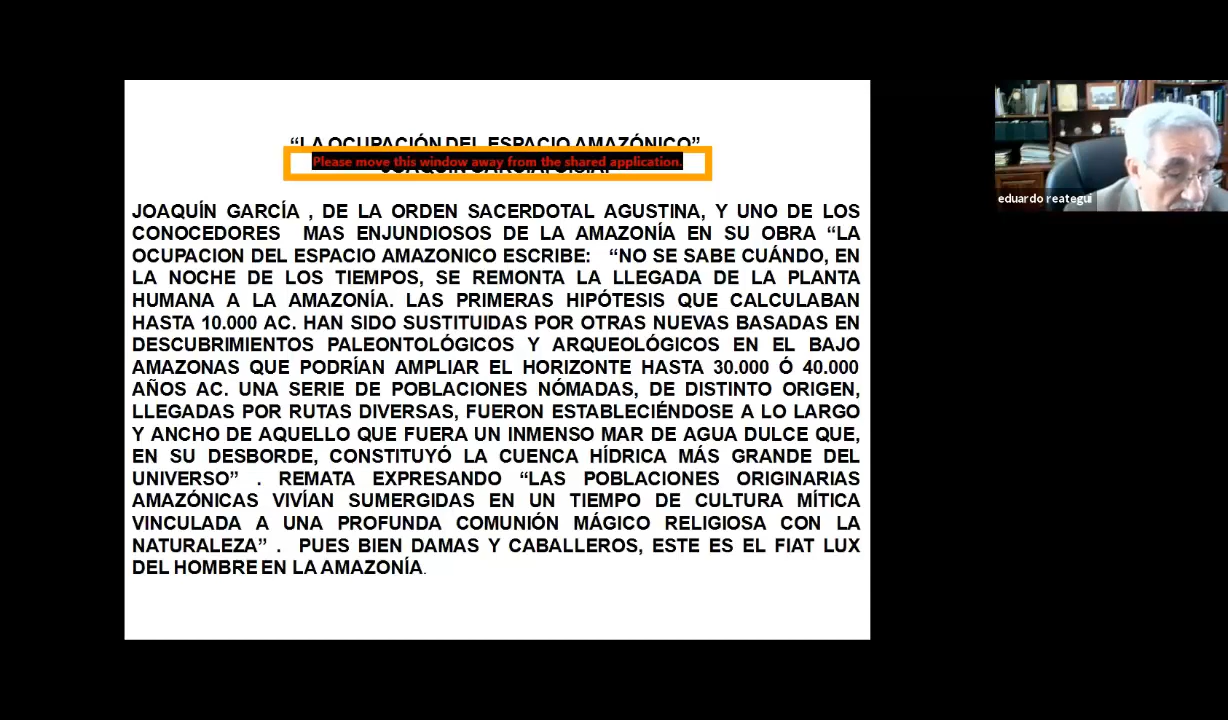 “LA OCUPACIÓN DEL ESPACIO AMAZÓNICO”
Please move this window away from the shared application.
JOAQUÍN GARCÍA,
JOAQUÍN GARCÍA , DE LA ORDEN SACERDOTAL AGUSTINA, Y UNO DE LOS
CONOCEDORES MAS ENJUNDIOSOS DE LA AMAZONÍA EN SU OBRA “LA
OCUPACION DEL ESPACIO AMAZONICO ESCRIBE: “NO SE SABE CUÁNDO, EN
LA NOCHE DE LOS TIEMPOS, SE REMONTA LA LLEGADA DE LA PLANTA
HUMANA A LA AMAZONÍA. LAS PRIMERAS HIPÓTESIS QUE CALCULABAN
HASTA 10.000 AC. HAN SIDO SUSTITUIDAS POR OTRAS NUEVAS BASADAS EN
DESCUBRIMIENTOS PALEONTOLÓGICOS Y ARQUEOLÓGICOS EN EL BAJO
AMAZONAS QUE PODRÍAN AMPLIAR EL HORIZONTE HASTA 30.000 Ó 40.000
AÑOS AC. UNA SERIE DE POBLACIONES NÓMADAS, DE DISTINTO ORIGEN,
LLEGADAS POR RUTAS DIVERSAS, FUERON ESTABLECIÉNDOSE A LO LARGO
Y ANCHO DE AQUELLO QUE FUERA UN INMENSO MAR DE AGUA DULCE QUE,
EN SU DESBORDE, CONSTITUYÓ LA CUENCA HÍDRICA MÁS GRANDE DEL
UNIVERSO” . REMATA EXPRESANDO “LAS POBLACIONES ORIGINARIAS
AMAZÓNICAS VIVÍAN SUMERGIDAS EN UN TIEMPO DE CULTURA MÍTICA
VINCULADA A UNA PROFUNDA COMUNIÓN MÁGICO RELIGIOSA CON LA
NATURALEZA” . PUES BIEN DAMAS Y CABALLEROS, ESTE ES EL FIAT LUX
DEL HOMBRE EN LA AMAZONÍA.
eduardo reategui